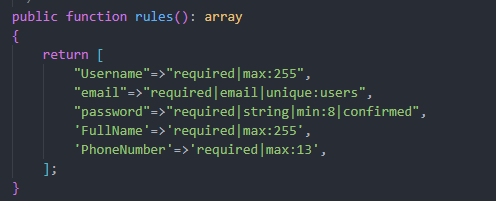 public function rules(): array
{
    return [
        "Username"=>"required|max:255",
        "email"=>"required|email|unique:users",
        "password"=>"required|string|min:8|confirmed",
        'FullName'=>'required|max:255',
        'PhoneNumber'=>'required|max:13',
    ];
}